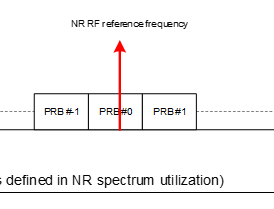 NR RF reference frequency
PRB#-1 PRB#0 PRB#1
s defined in NR spectrum utilization)